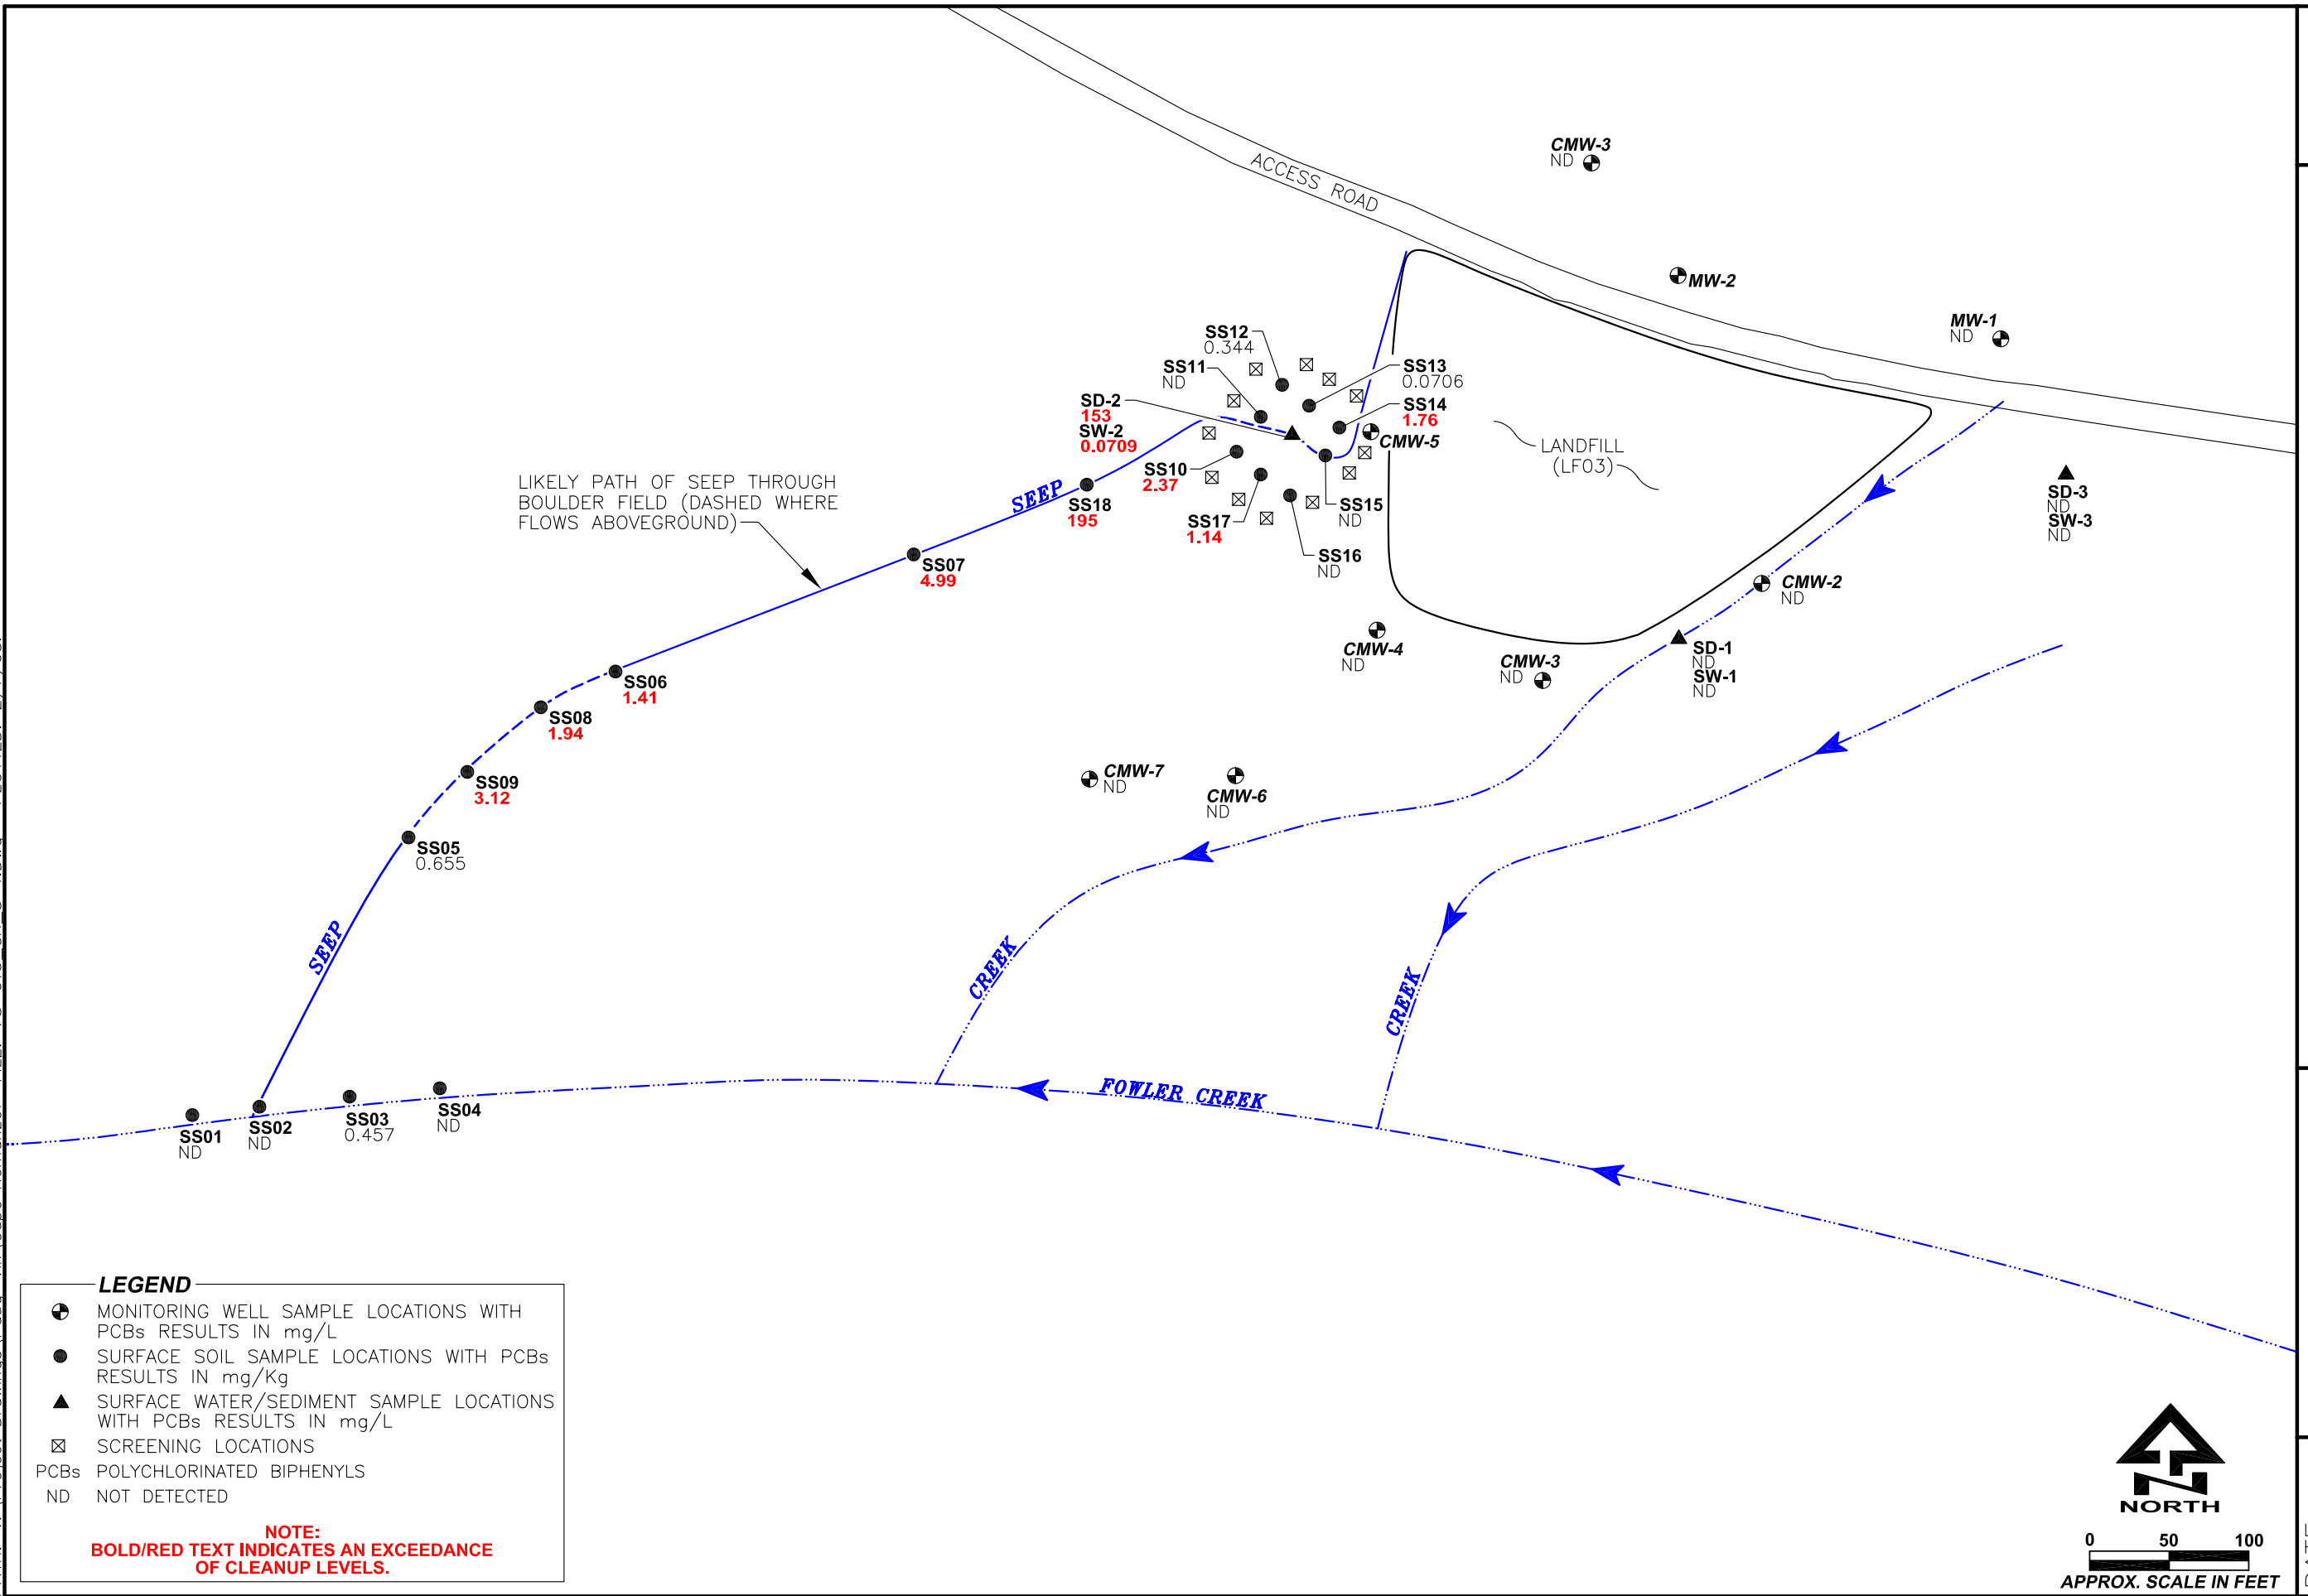 ACCESS ROAD
CMW-3
ND
MW-2
MW-1
ND
SS12
0.344
SS11
ND
SS13
0.0706
SD-2
153
SW-2
0.0709
SS14
1.76
CMW-5
LANDFILL
(LF03)
SS10
2.37
SD-3
ND
SW-3
ND
LIKELY PATH OF SEEP THROUGH
BOULDER FIELD (DASHED WHERE
FLOWS ABOVEGROUND)
SEEP
SS18
195
SS15
ND
SS17
1.14
SS16
ND
SS07
4.99
CMW-2
ND
CMW-4
ND
CMW-3
ND
SD-1
ND
SW-1
ND
SS06
1.41
SS08
1.94
SS09
3.12
CMW-7
ND
CMW-6
ND
SS05
0.655
SEEP
CREEK
CREEK
FOWLER CREEK
SS01
ND
SS02
ND
SS03
0.457
SS04
ND
LEGEND
MONITORING WELL SAMPLE LOCATIONS WITH
PCBs RESULTS IN mg/L
SURFACE SOIL SAMPLE LOCATIONS WITH PCBs
RESULTS IN mg/Kg
SURFACE WATER/SEDIMENT SAMPLE LOCATIONS
WITH PCBs RESULTS IN mg/L
SCREENING LOCATIONS
PCBs POLYCHLORINATED BIPHENYLS
ND NOT DETECTED
NOTE:
BOLD/RED TEXT INDICATES AN EXCEEDANCE
OF CLEANUP LEVELS.
NORTH
0 50 100
APPROX. SCALE IN FEET